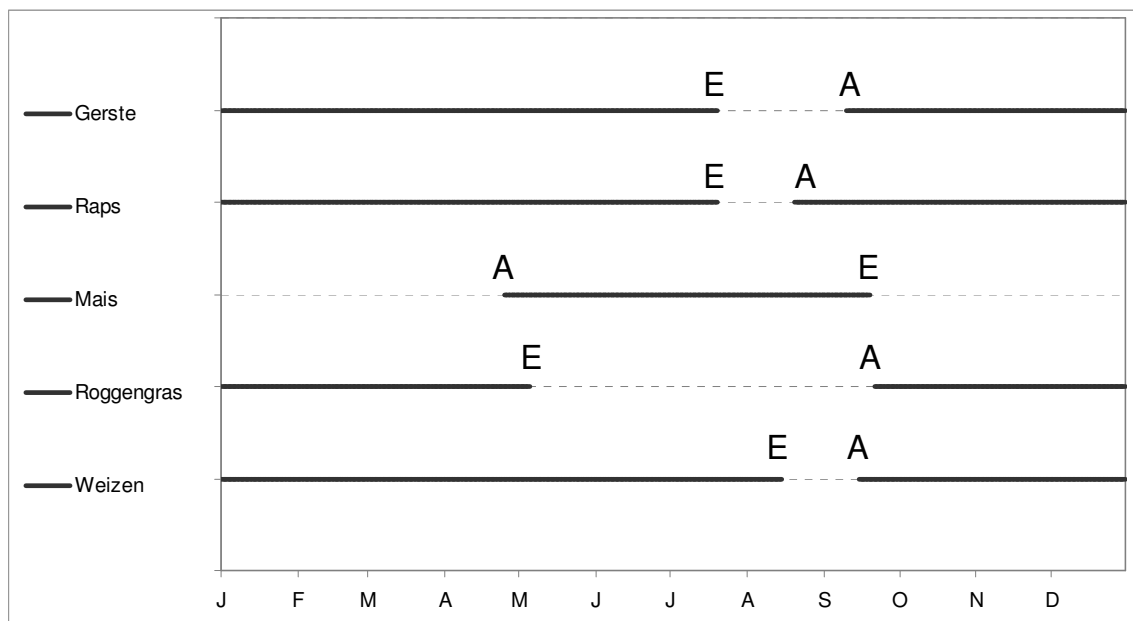 E A
Gerste
E A
Raps
A E
Mais
E A
Roggengras
E A
Weizen
J F M A M J J A S O N D